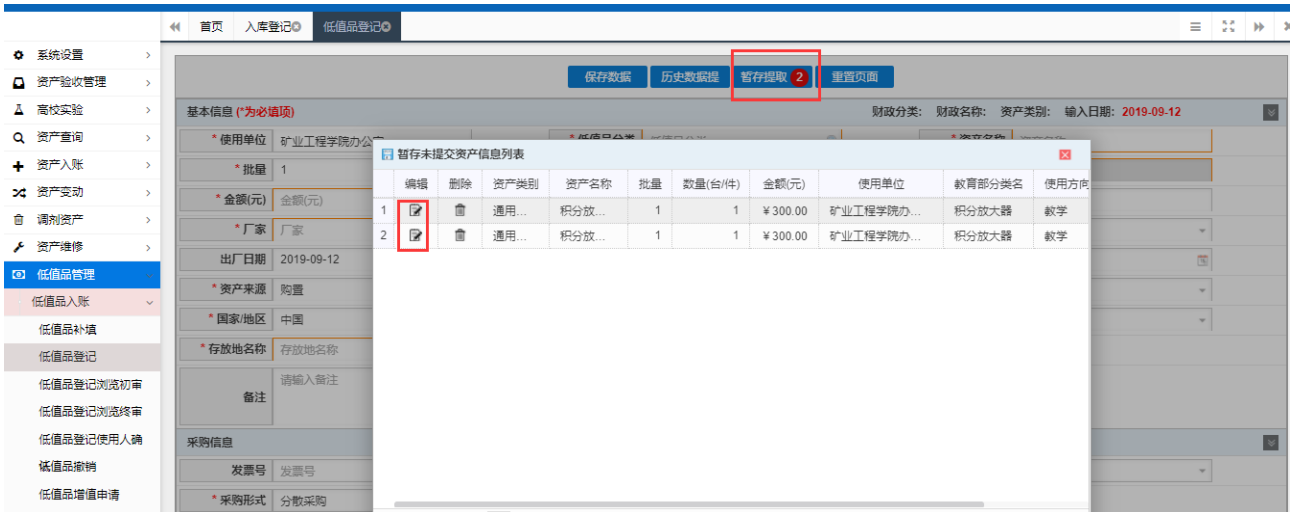 首页 入库登记 低值品登记
系统设置
资产验收管理
高校实验
资产查询
资产入账
资产变动
调剂资产
资产维修
低值品管理
低值品入账
低值品补填
低值品登记
低值品登记浏览初审
低值品登记浏览终审
低值品登记使用人确
低值品撤销
低值品增值申请
保存数据 历史数据提 暂存提取 2 重置页面
基本信息 (*为必填项) 财政分类: 财政名称: 资产类别: 输入日期: 2019-09-12
*使用单位 矿业工程学院办公室 *低值品分类 *资产名称
*批量 1
*金额(元) 金额(元)
*厂家 厂家
出厂日期 2019-09-12
*资产来源 购置
*国家/地区 中国
*存放地名称 存放地名称
备注 请输入备注
采购信息
发票号 发票号
*采购形式 分散采购
暂存未提交资产信息列表
编辑 删除 资产类别 资产名称 批量 数量(台/件) 金额(元) 使用单位 教育部分类名 使用方向
1 通用... 积分放... 1 1 ¥300.00 矿业工程学院办... 积分放大器 教学
2 通用... 积分放... 1 1 ¥300.00 矿业工程学院办... 积分放大器 教学